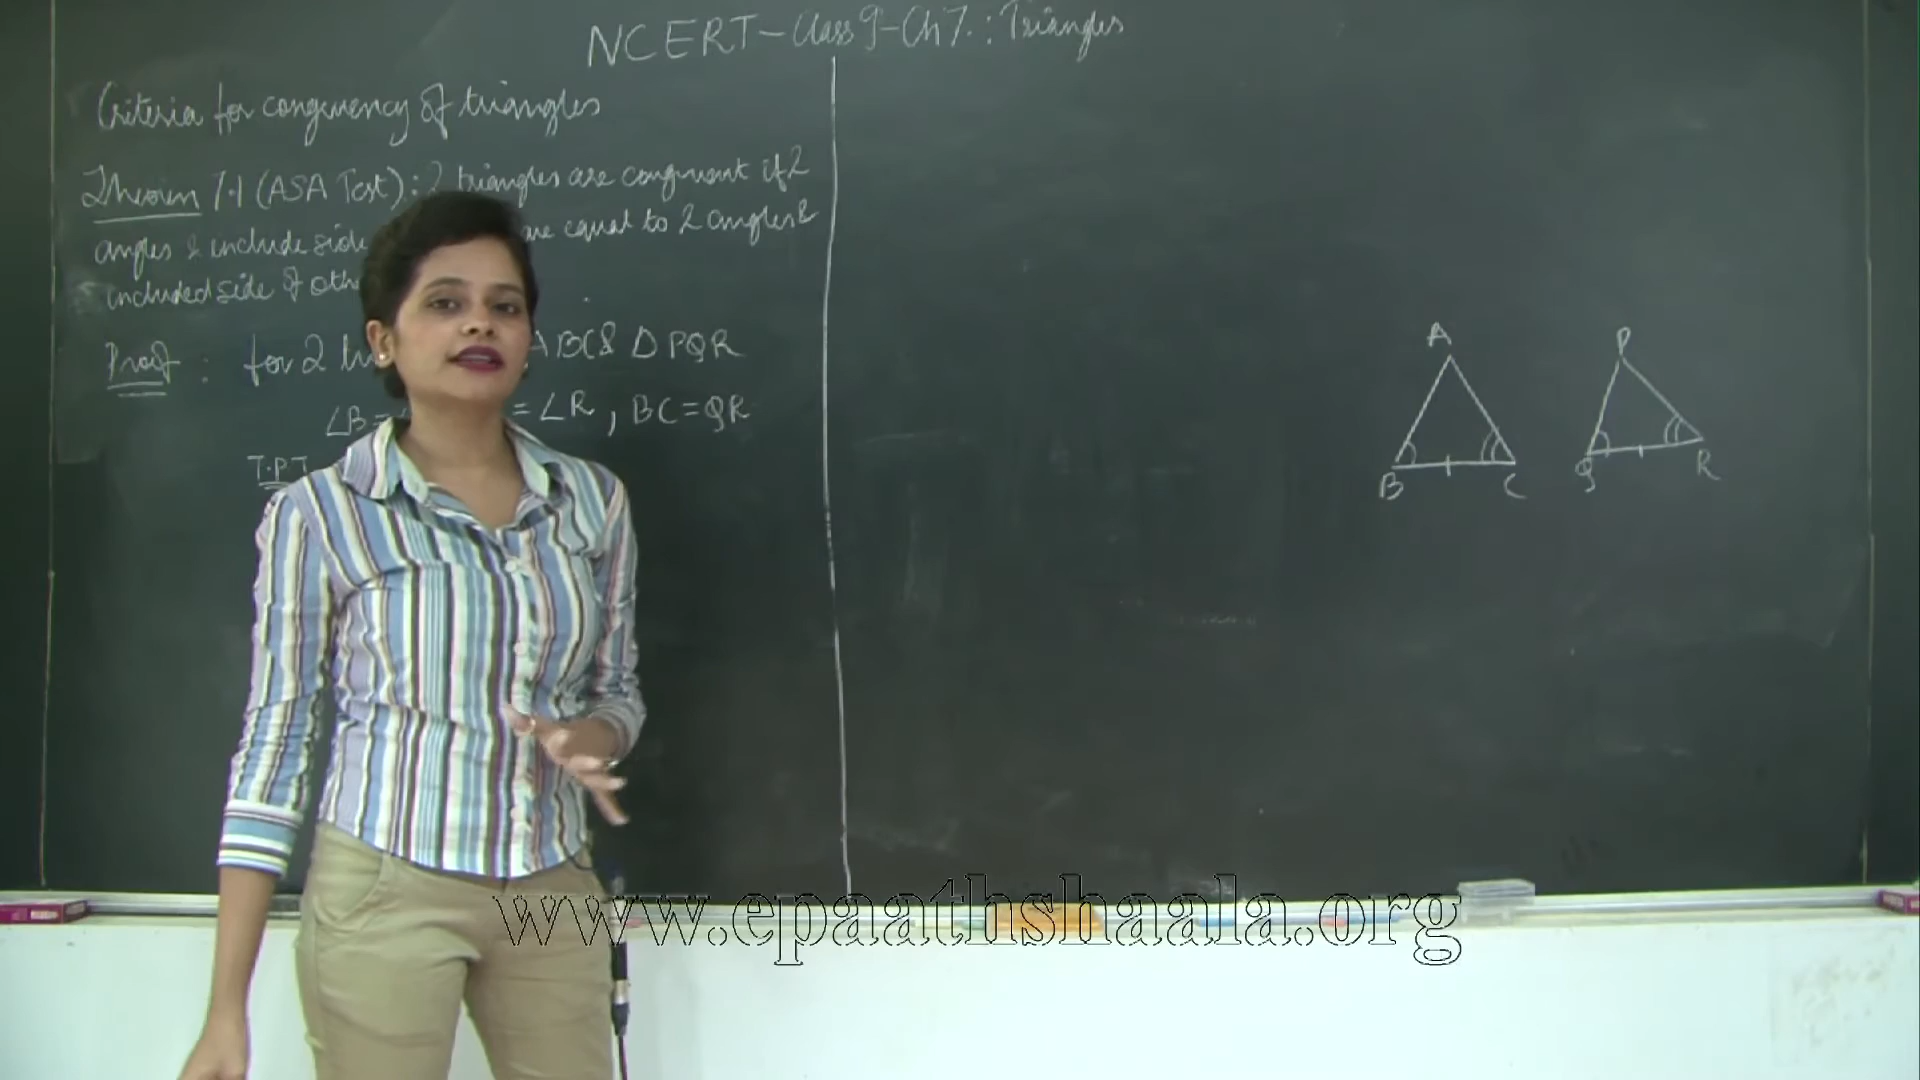 NCERT - Class 9 - Ch 7. : Triangles
Criteria for congruency of triangles
Theorem 7.1 (ASA Test) : 2 triangles are congruent if 2
angles & include side are equal to 2 angles &
included side of othe
Proof : for 2 ABC & Δ PQR
∠B = = ∠R , BC = QR
T.P.T
A P
B C Q R
www.epaathshaala.org